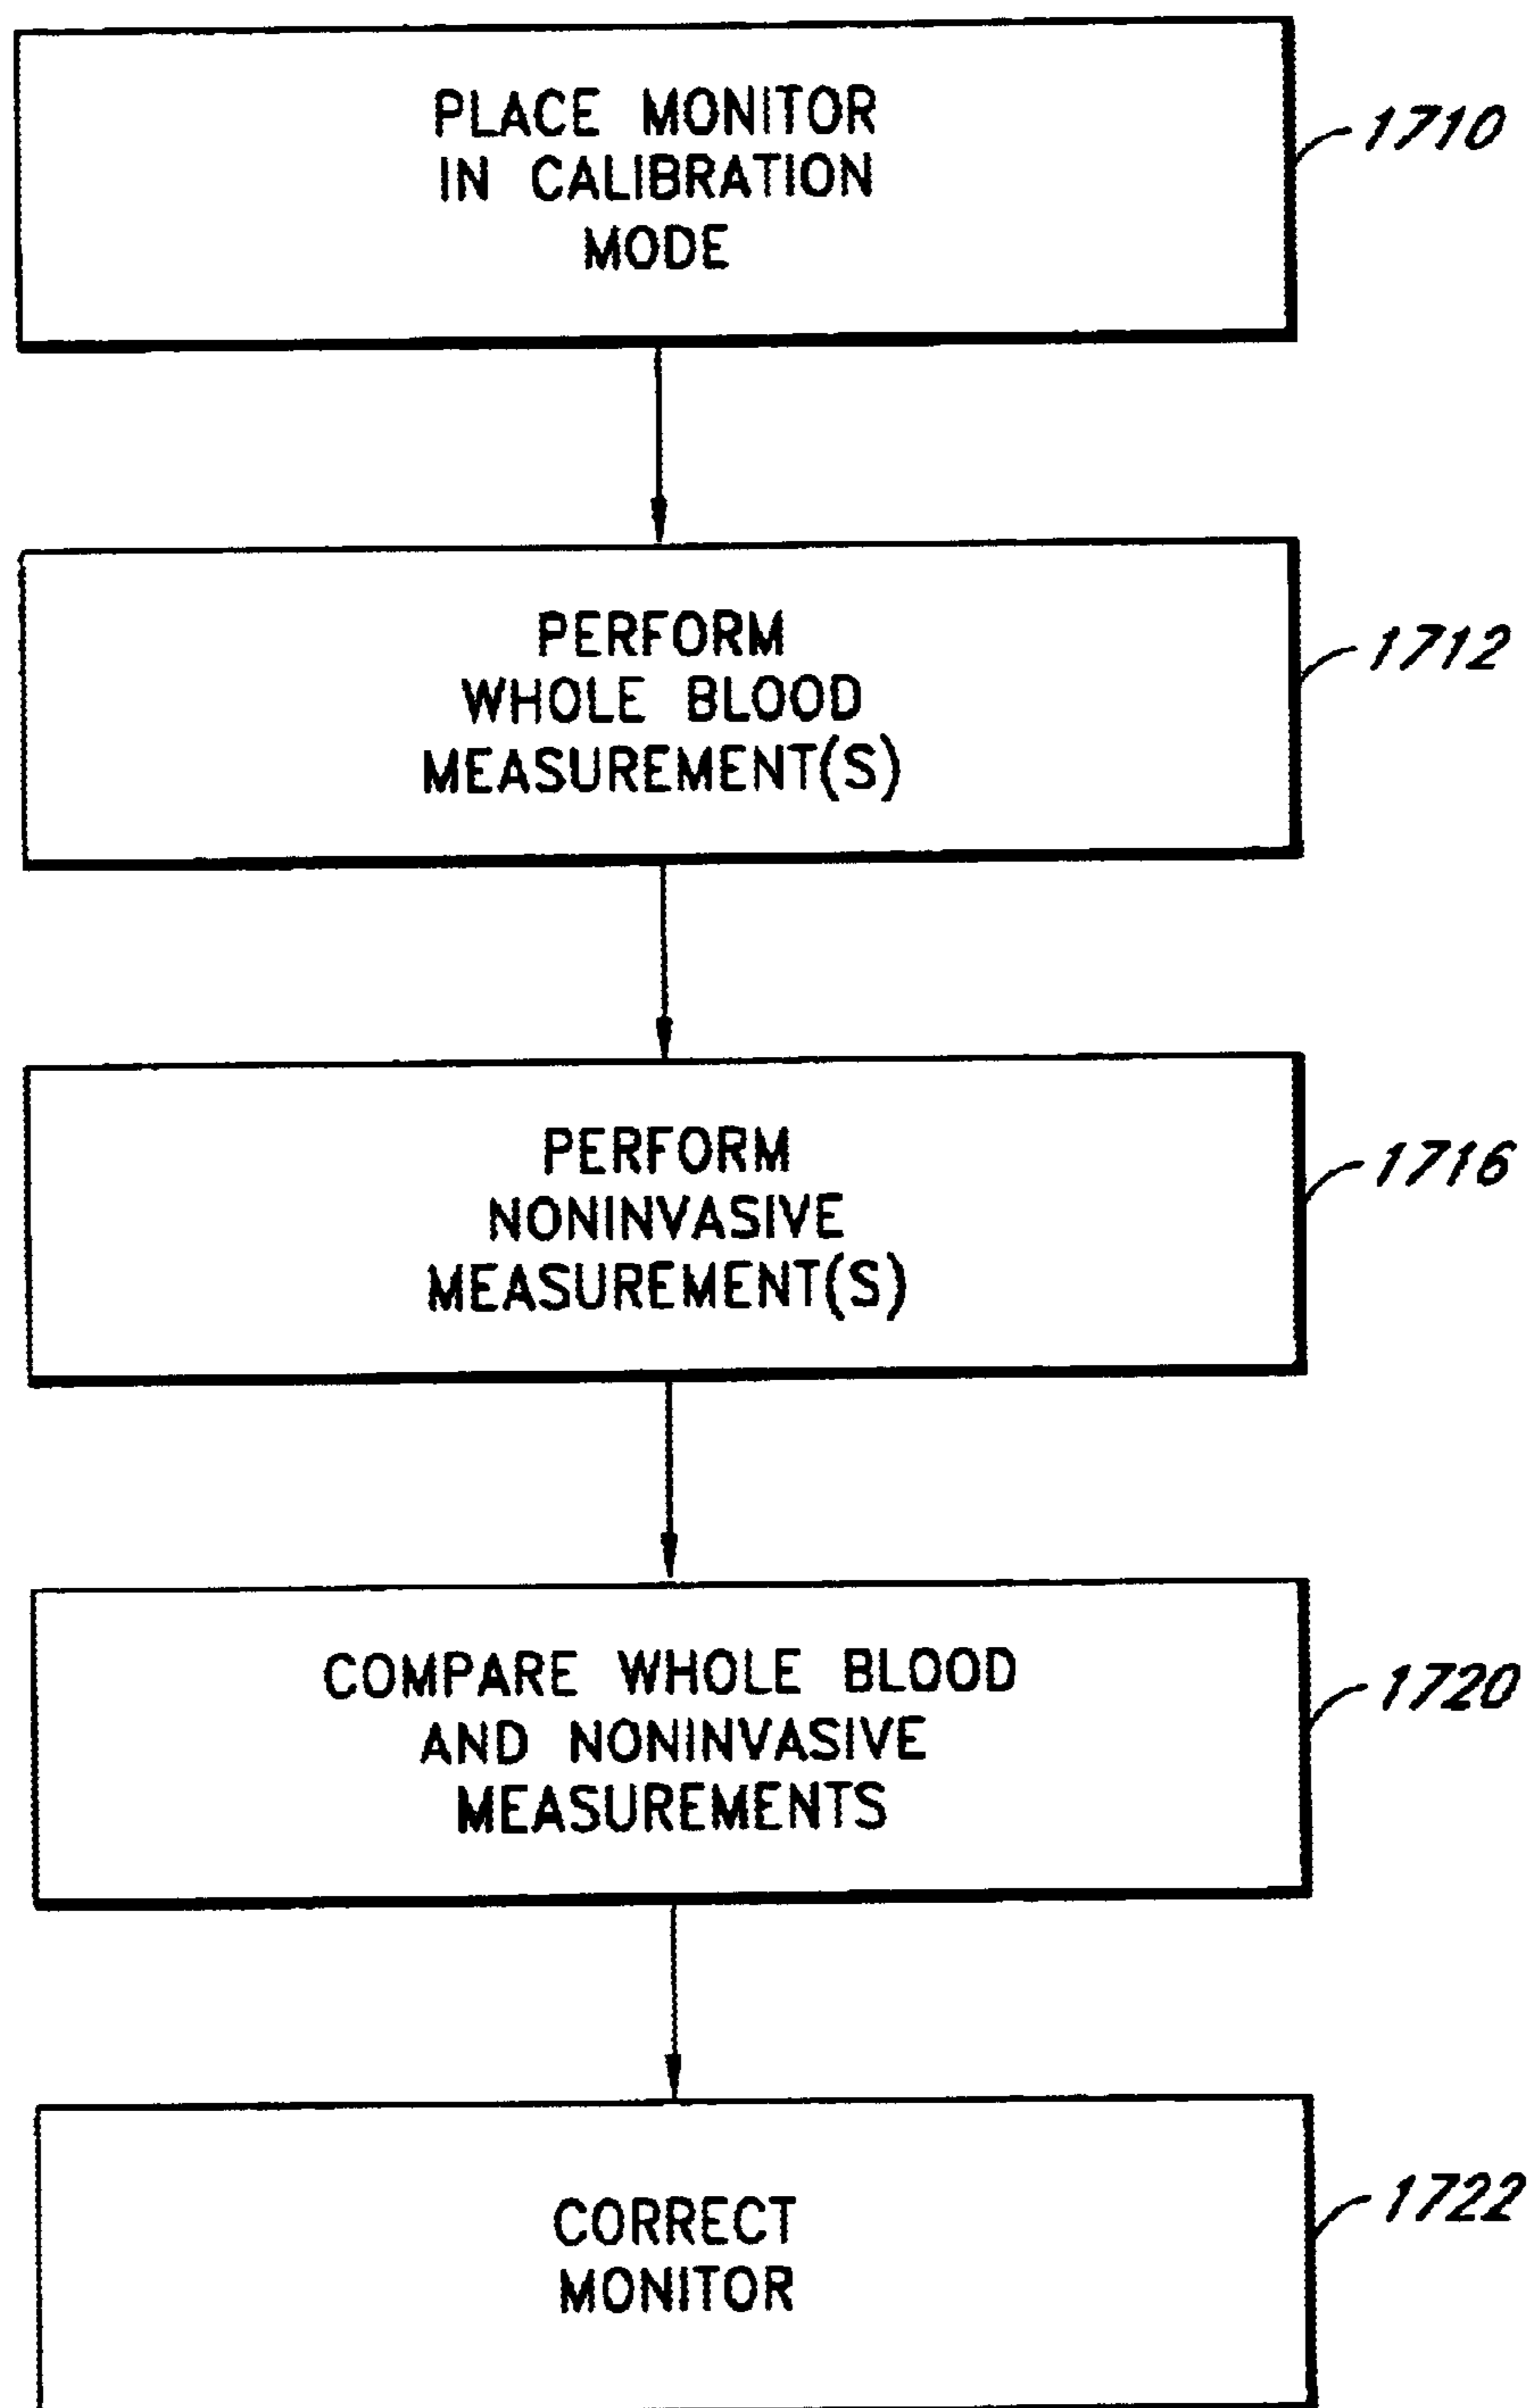 PLACE MONITOR
IN CALIBRATION
MODE
1710
PERFORM
WHOLE BLOOD
MEASUREMENT(S)
1712
PERFORM
NONINVASIVE
MEASUREMENT(S)
1716
COMPARE WHOLE BLOOD
AND NONINVASIVE
MEASUREMENTS
1720
CORRECT
MONITOR
1722